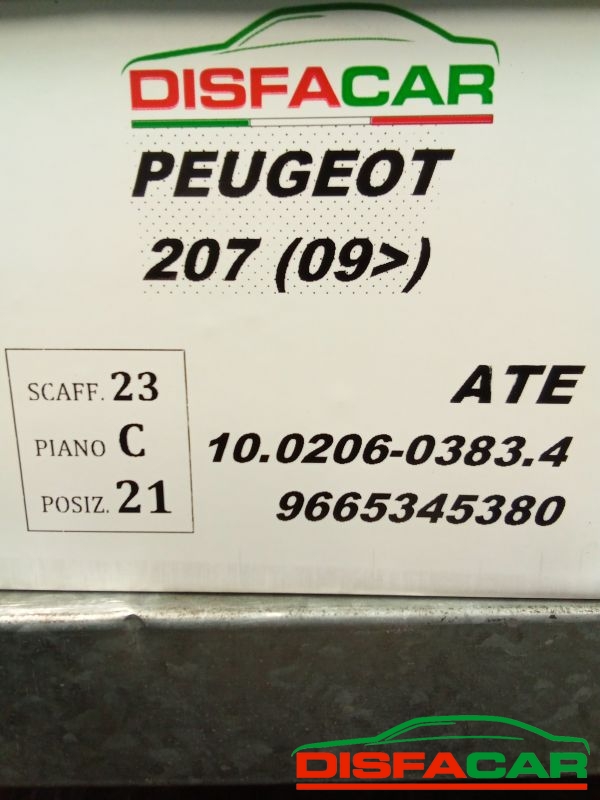 DISFACAR
PEUGEOT
207 (09>)
SCAFF. 23
PIANO C
POSIZ. 21
ATE
10.0206-0383.4
9665345380
DISFACAR